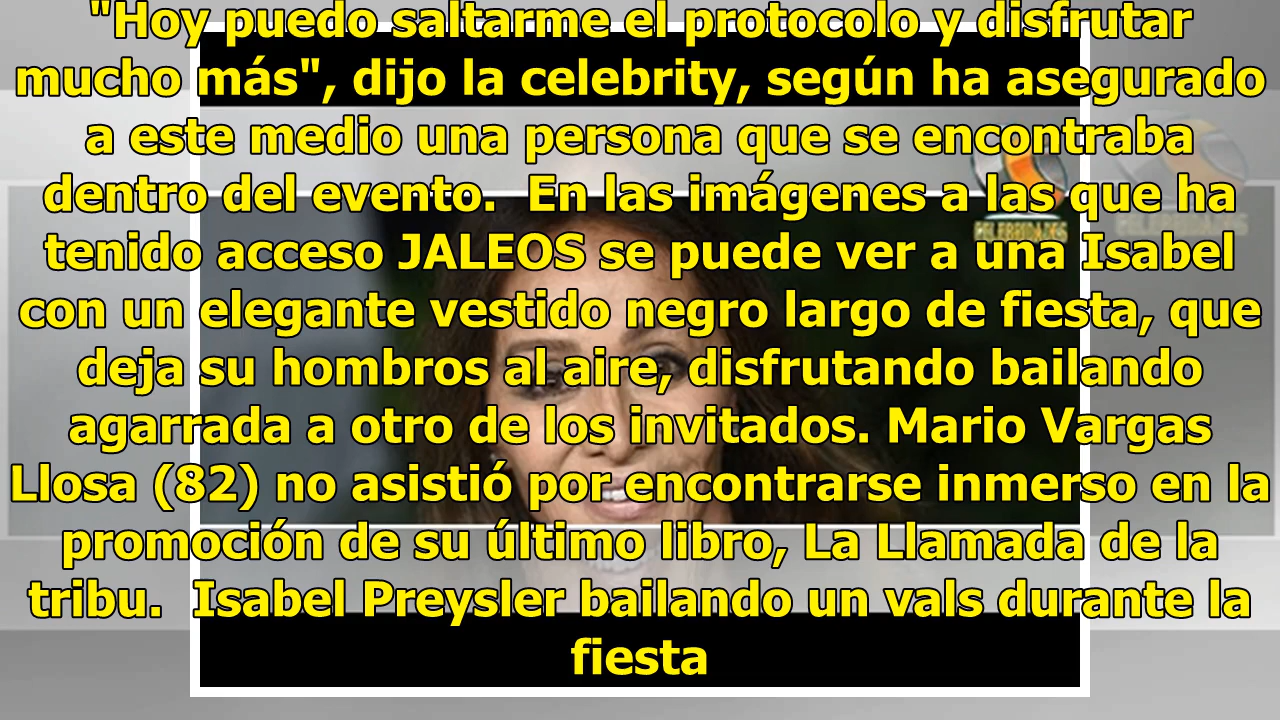 "Hoy puedo saltarme el protocolo y disfrutar
mucho más", dijo la celebrity, según ha asegurado
a este medio una persona que se encontraba
dentro del evento.  En las imágenes a las que ha
tenido acceso JALEOS se puede ver a una Isabel
con un elegante vestido negro largo de fiesta, que
deja su hombros al aire, disfrutando bailando
agarrada a otro de los invitados. Mario Vargas
Llosa (82) no asistió por encontrarse inmerso en la
promoción de su último libro, La Llamada de la
tribu.  Isabel Preysler bailando un vals durante la
fiesta
CELEBRIDADES